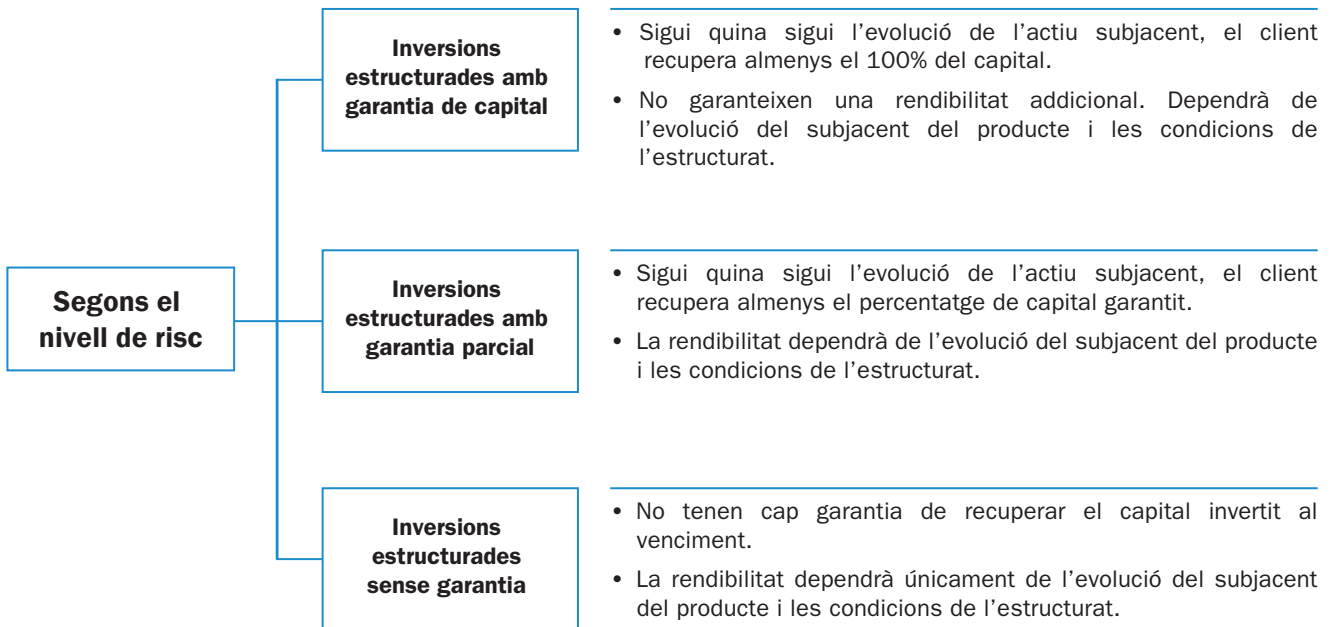 Segons el
nivell de risc
Inversions
estructurades amb
garantia de capital
• Sigui quina sigui l'evolució de l'actiu subjacent, el client
recupera almenys el 100% del capital.
• No garanteixen una rendibilitat addicional. Dependrà de
l'evolució del subjacent del producte i les condicions de
l'estructurat.
Inversions
estructurades amb
garantia parcial
• Sigui quina sigui l'evolució de l'actiu subjacent, el client
recupera almenys el percentatge de capital garantit.
• La rendibilitat dependrà de l'evolució del subjacent del producte
i les condicions de l'estructurat.
Inversions
estructurades
sense garantia
• No tenen cap garantia de recuperar el capital invertit al
venciment.
• La rendibilitat dependrà únicament de l'evolució del subjacent
del producte i les condicions de l'estructurat.